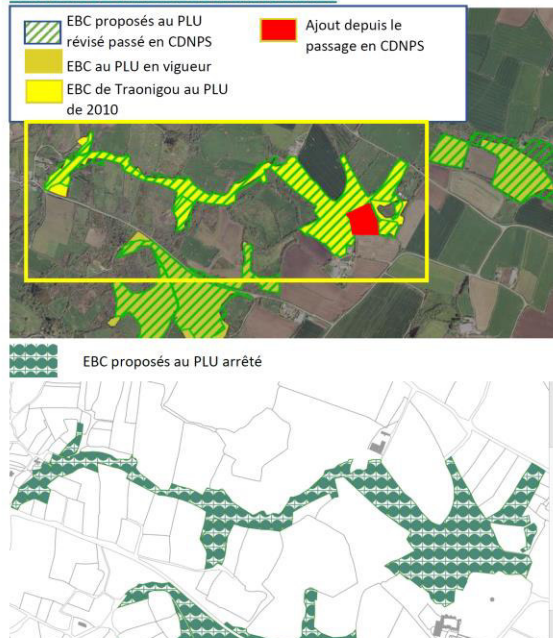 EBC proposés au PLU
révisé passé en CDNPS
EBC au PLU en vigueur
EBC de Traonigou au PLU
de 2010
Ajout depuis le
passage en CDNPS
EBC proposés au PLU arrêté